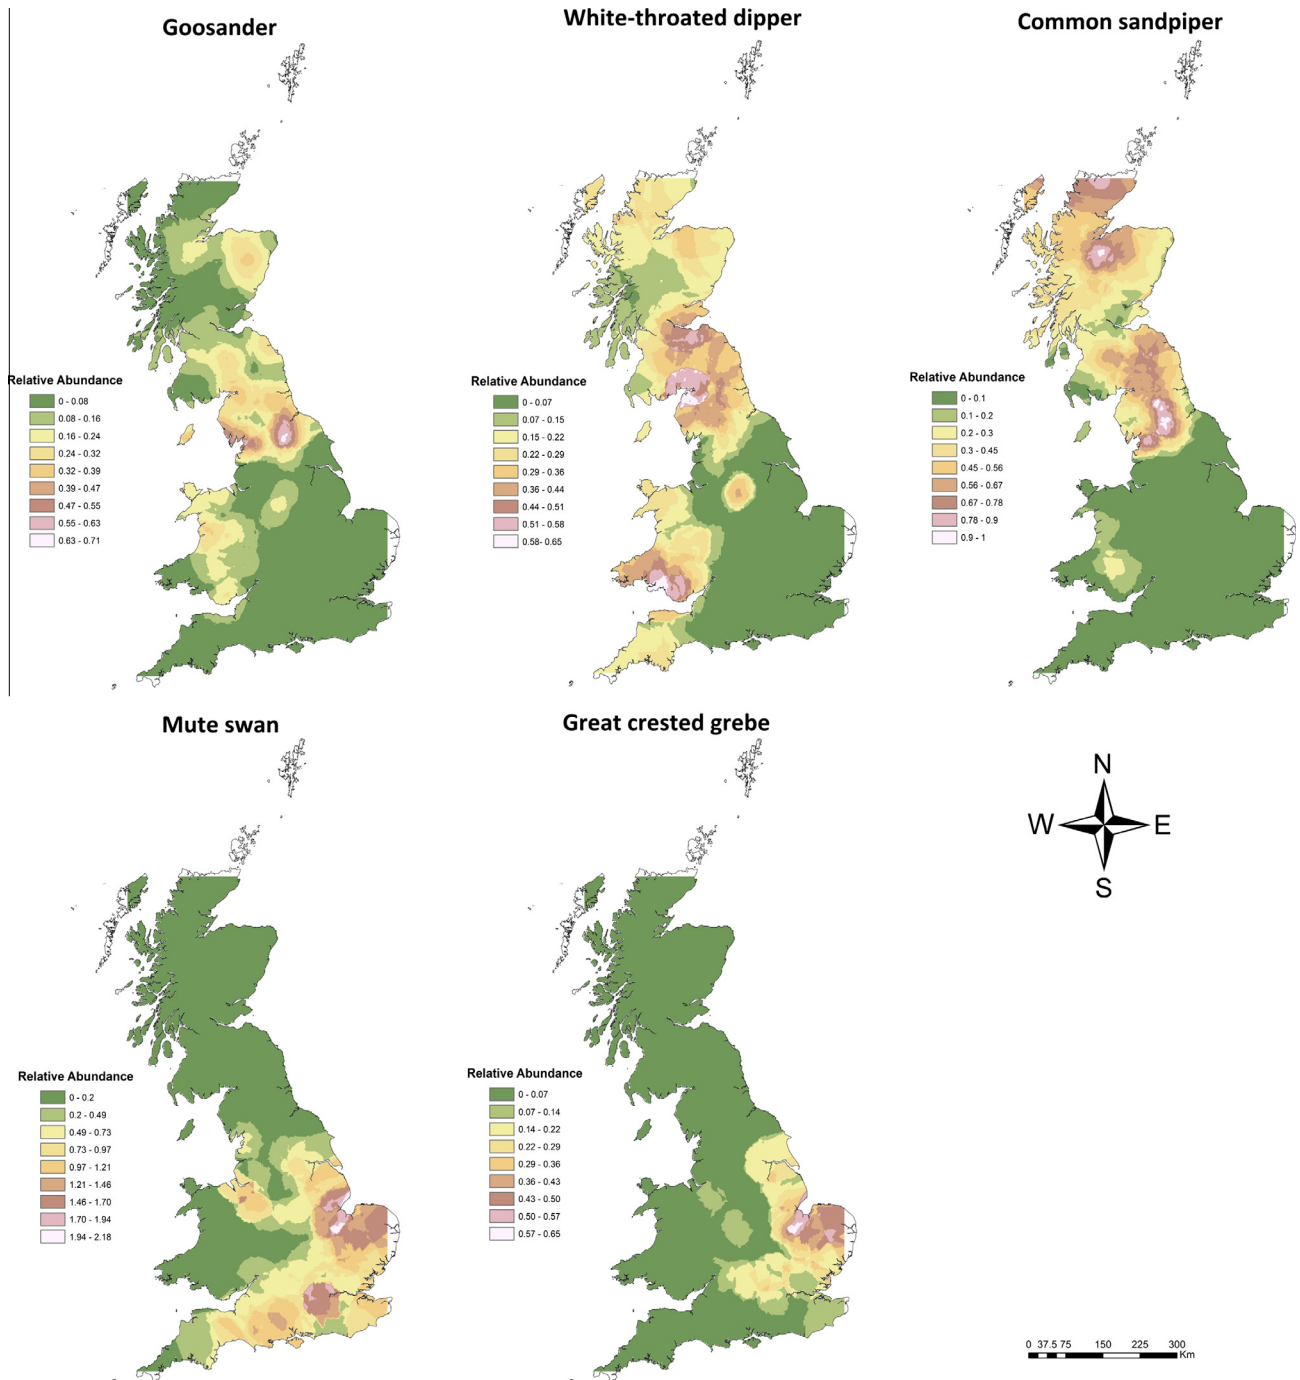 Goosander
White-throated dipper
Common sandpiper
Relative Abundance
0 - 0.08
0.08 - 0.16
0.16 - 0.24
0.24 - 0.32
0.32 - 0.39
0.39 - 0.47
0.47 - 0.55
0.55 - 0.63
0.63 - 0.71
Relative Abundance
0 - 0.07
0.07 - 0.15
0.15 - 0.22
0.22 - 0.29
0.29 - 0.36
0.36 - 0.44
0.44 - 0.51
0.51 - 0.58
0.58- 0.65
Relative Abundance
0 - 0.1
0.1 - 0.2
0.2 - 0.3
0.3 - 0.45
0.45 - 0.56
0.56 - 0.67
0.67 - 0.78
0.78 - 0.9
0.9 - 1
Mute swan
Great crested grebe
Relative Abundance
0 - 0.2
0.2 - 0.49
0.49 - 0.73
0.73 - 0.97
0.97 - 1.21
1.21 - 1.46
1.46 - 1.70
1.70 - 1.94
1.94 - 2.18
Relative Abundance
0 - 0.07
0.07 - 0.14
0.14 - 0.22
0.22 - 0.29
0.29 - 0.36
0.36 - 0.43
0.43 - 0.50
0.50 - 0.57
0.57 - 0.65
N
W E
S
0 37.5 75 150 225 300
Km